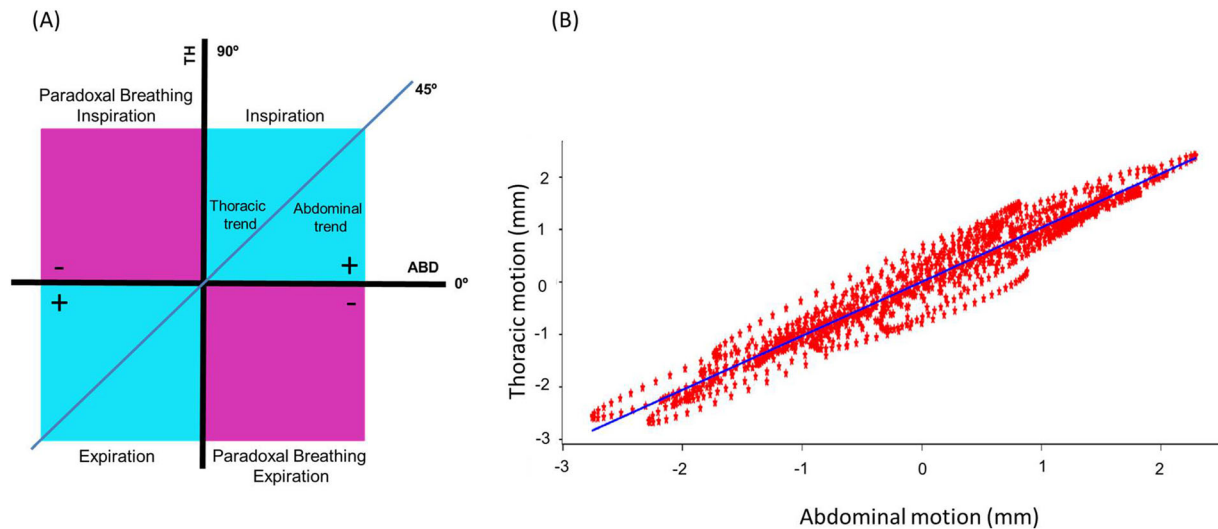 (A)
TH
90º
45º
Paradoxal Breathing
Inspiration
Inspiration
Thoracic
trend
Abdominal
trend
-
+
ABD
0º
+
-
Expiration
Paradoxal Breathing
Expiration
(B)
Thoracic motion (mm)
2
1
0
-1
-2
-3
-3
-2
-1
0
1
2
Abdominal motion (mm)